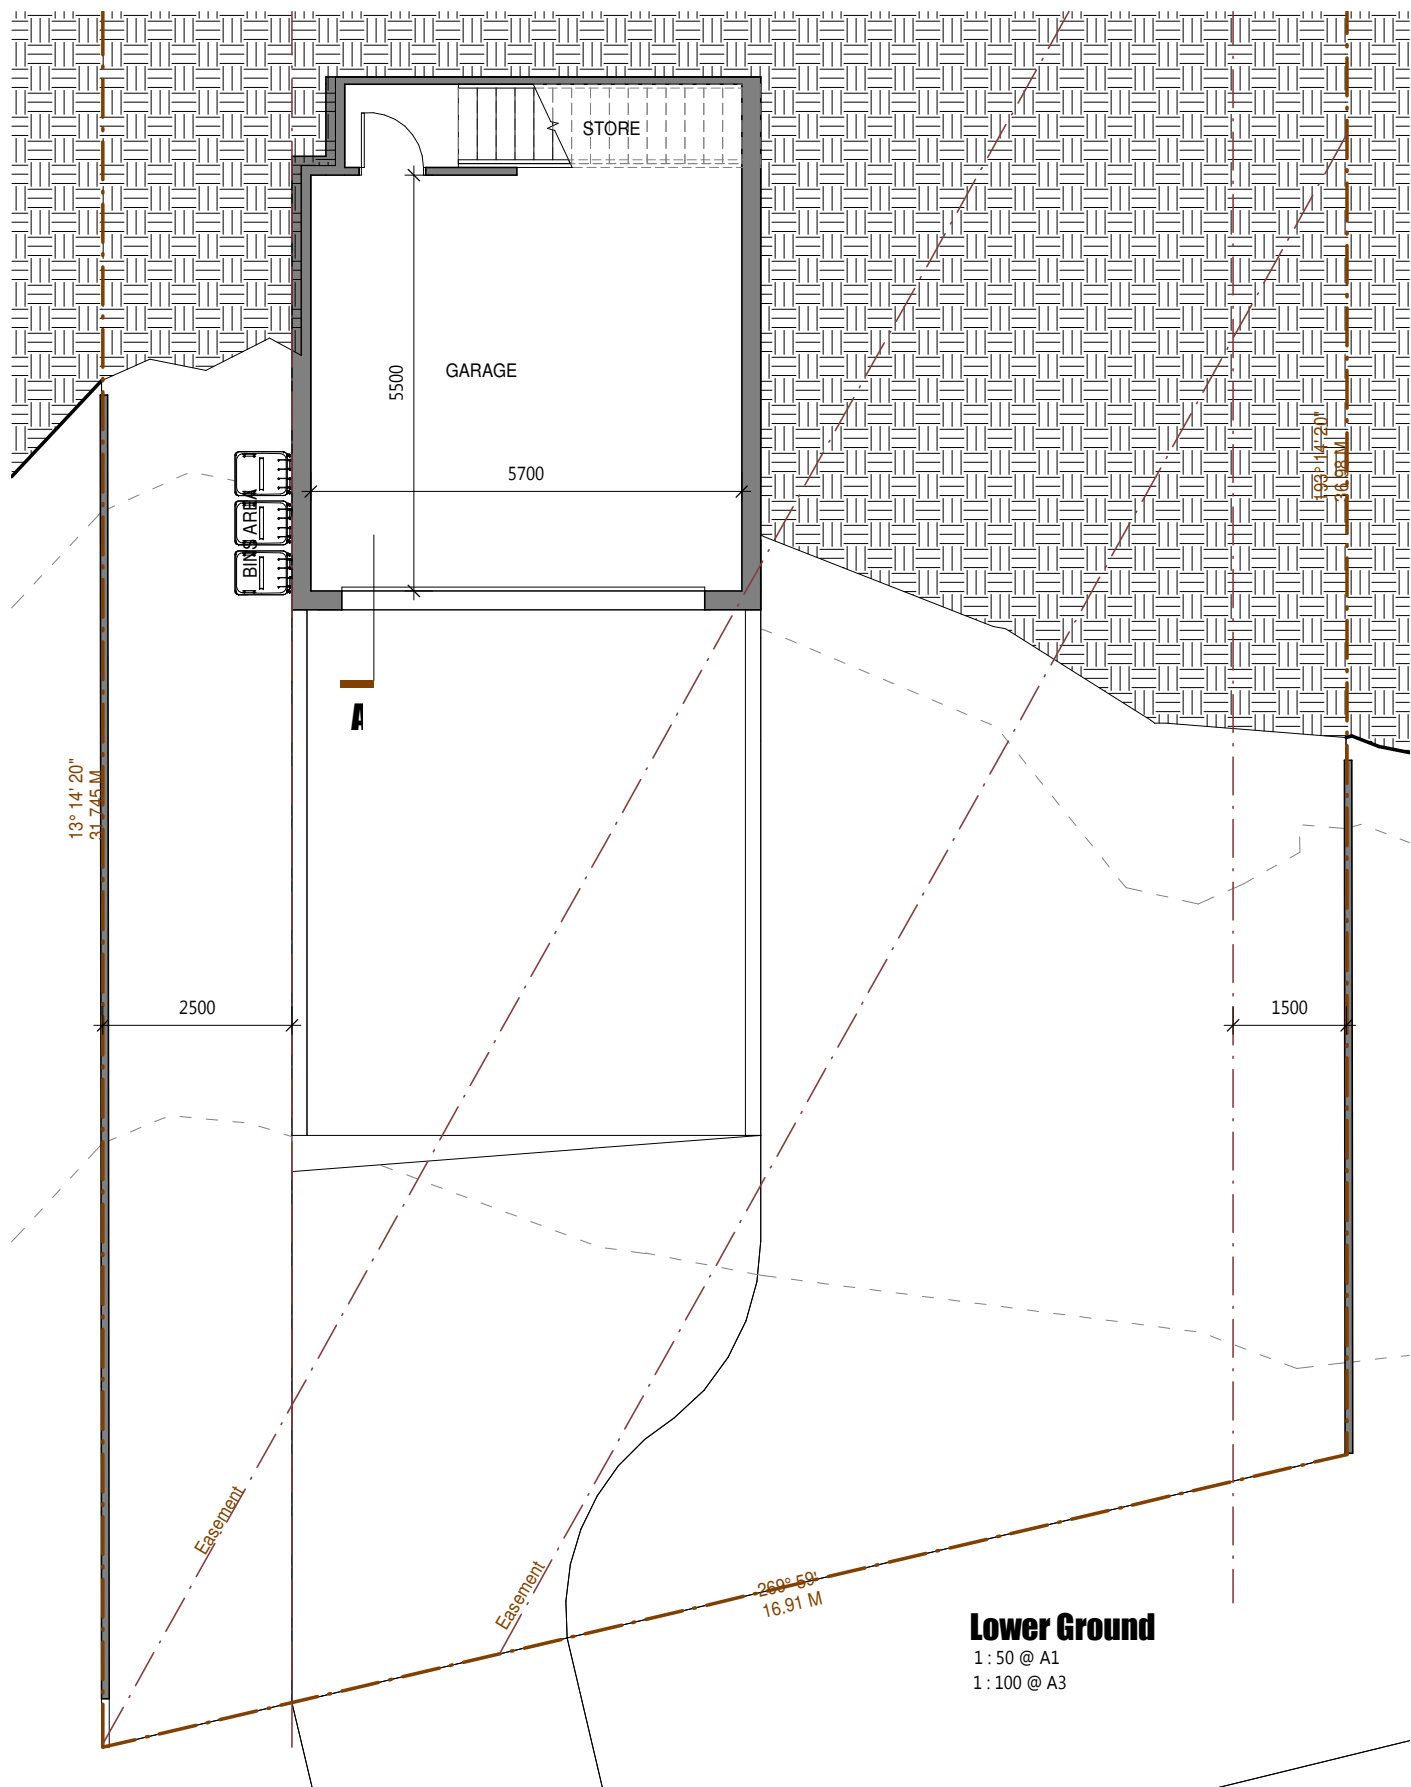 STORE
GARAGE
5500
5700
BINS AREA
193° 14' 20"
36.98 M
A
13° 14' 20"
31.745 M
2500
1500
Easement
Easement
269° 59'
16.91 M
Lower Ground
1 : 50 @ A1
1 : 100 @ A3